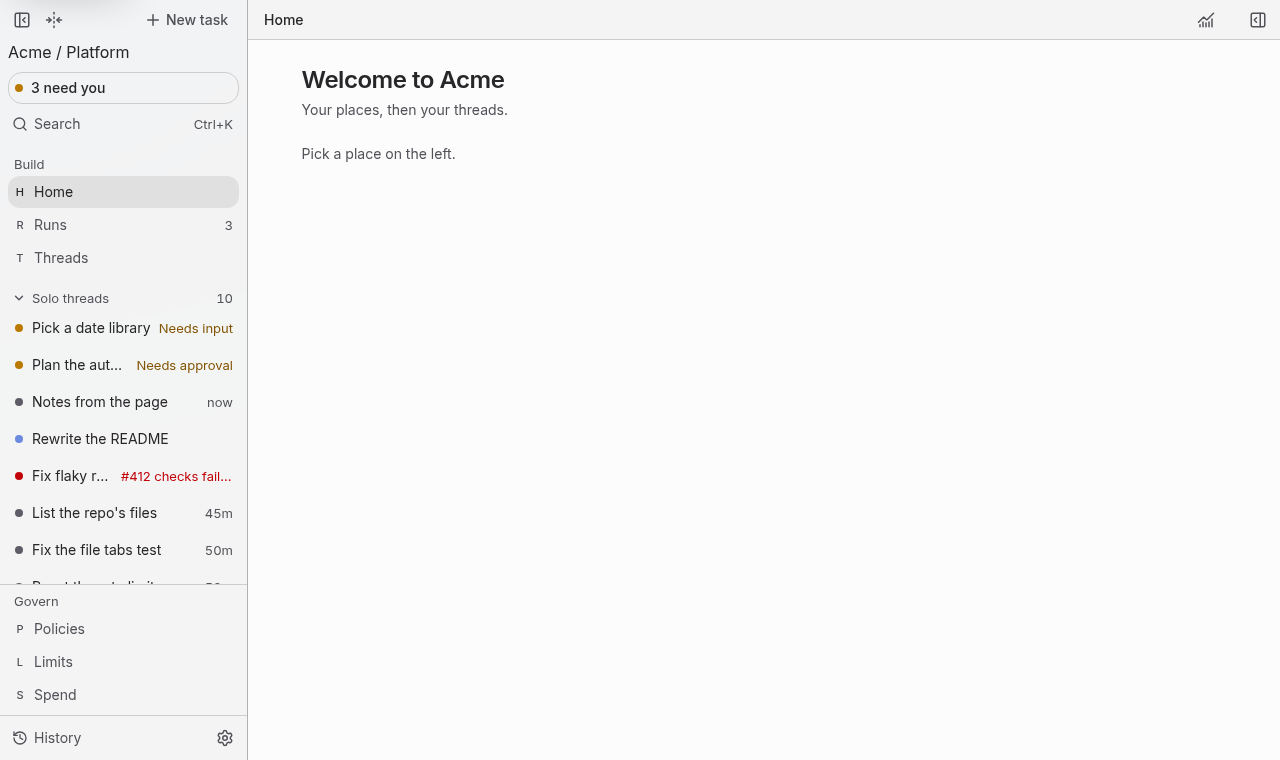 New task
Home
Acme / Platform
3 need you
Search Ctrl+K
Build
H Home
R Runs 3
T Threads
Solo threads 10
Pick a date library Needs input
Plan the aut... Needs approval
Notes from the page now
Rewrite the README
Fix flaky r... #412 checks fail...
List the repo's files 45m
Fix the file tabs test 50m
Govern
P Policies
L Limits
S Spend
History
Welcome to Acme
Your places, then your threads.
Pick a place on the left.